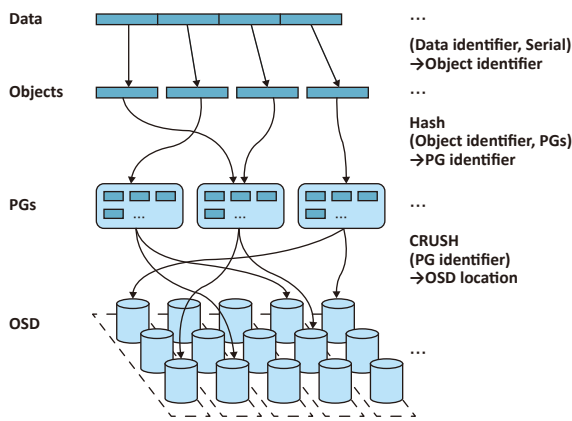 Data
...
(Data identifier, Serial)
→Object identifier
Objects
...
Hash
(Object identifier, PGs)
→PG identifier
PGs
... ... ...
...
CRUSH
(PG identifier)
→OSD location
OSD
...